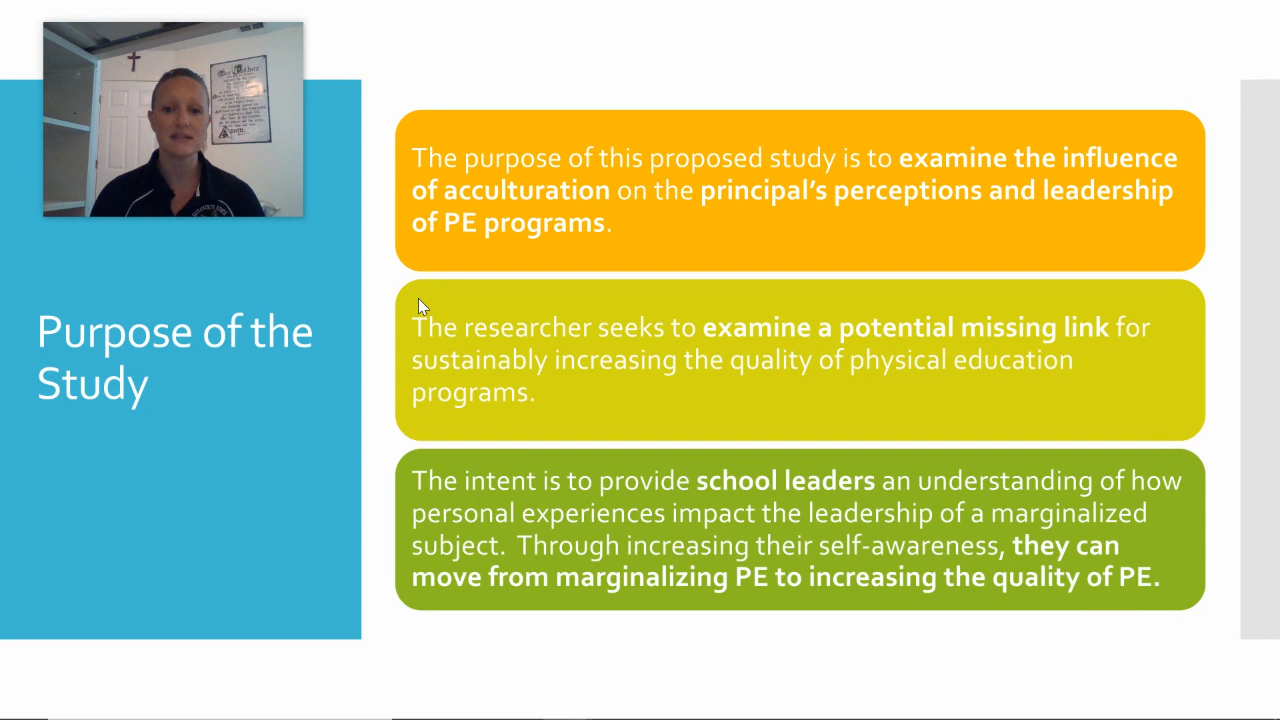 Our Father
Amen
Purpose of the
Study
The purpose of this proposed study is to examine the influence
of acculturation on the principal’s perceptions and leadership
of PE programs.
The researcher seeks to examine a potential missing link for
sustainably increasing the quality of physical education
programs.
The intent is to provide school leaders an understanding of how
personal experiences impact the leadership of a marginalized
subject.  Through increasing their self-awareness, they can
move from marginalizing PE to increasing the quality of PE.